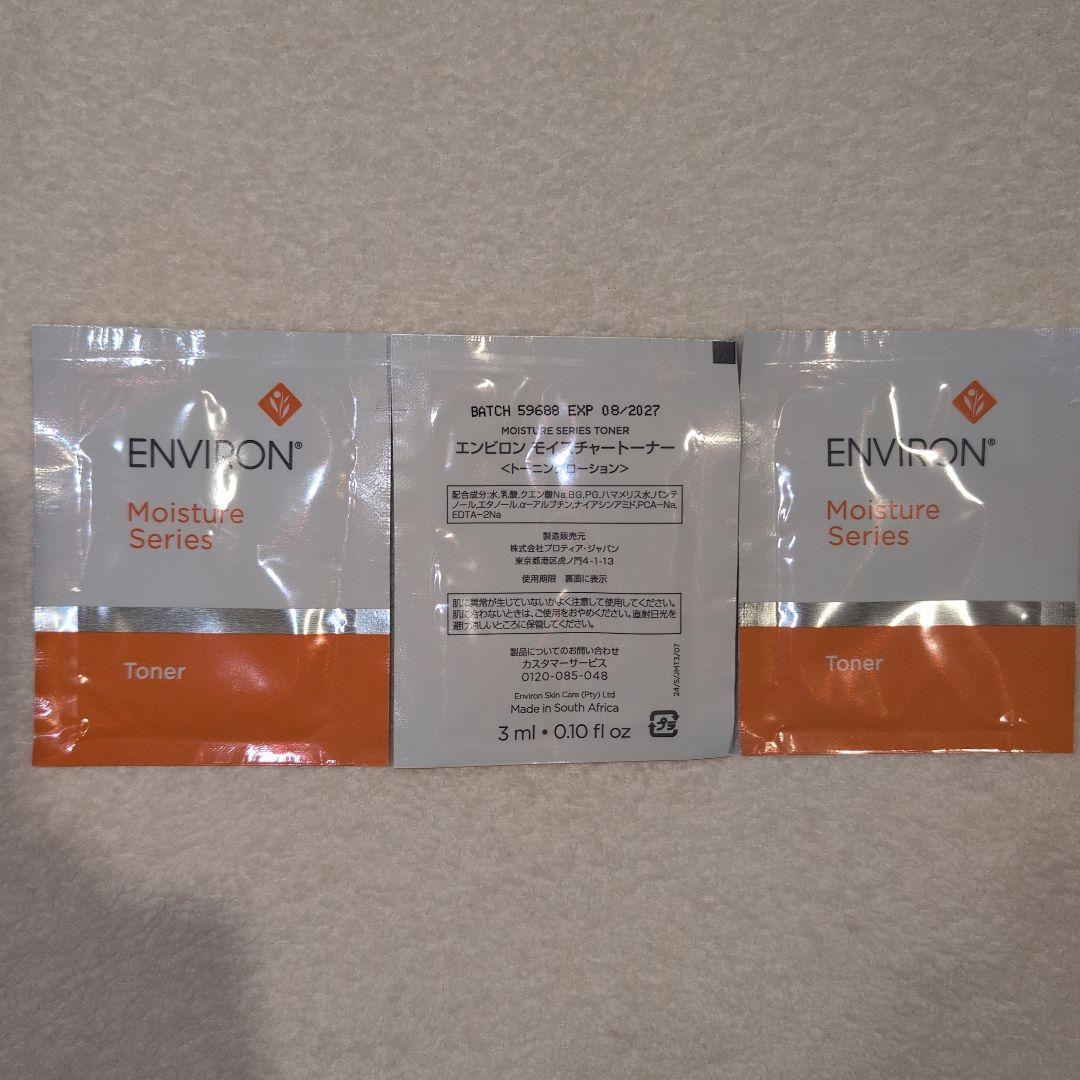 ENVIRON®
Moisture
Series
Toner
BATCH 59688 EXP 08/2027
MOISTURE SERIES TONER
エンビロン モイスチャートーナー
<トーニングローション>
配合成分:水,乳酸,クエン酸Na,BG,PG,ハマメリス水,パンテ
ノール,エタノール,α-アルブチン,ナイアシンアミド,PCA-Na,
EDTA-2Na
製造販売元
株式会社プロティア・ジャパン
東京都港区虎ノ門4-1-13
使用期限 裏面に表示
肌に異常が生じていないかよく注意して使用してください。
肌に合わないときは、ご使用をおやめください。直射日光を
避け涼しいところに保管してください。
製品についてのお問い合わせ
カスタマーサービス
0120-085-048
Environ Skin Care (Pty) Ltd
Made in South Africa
3 ml • 0.10 fl oz
プラ
24/S/JMT3/07
ENVIRON®
Moisture
Series
Toner